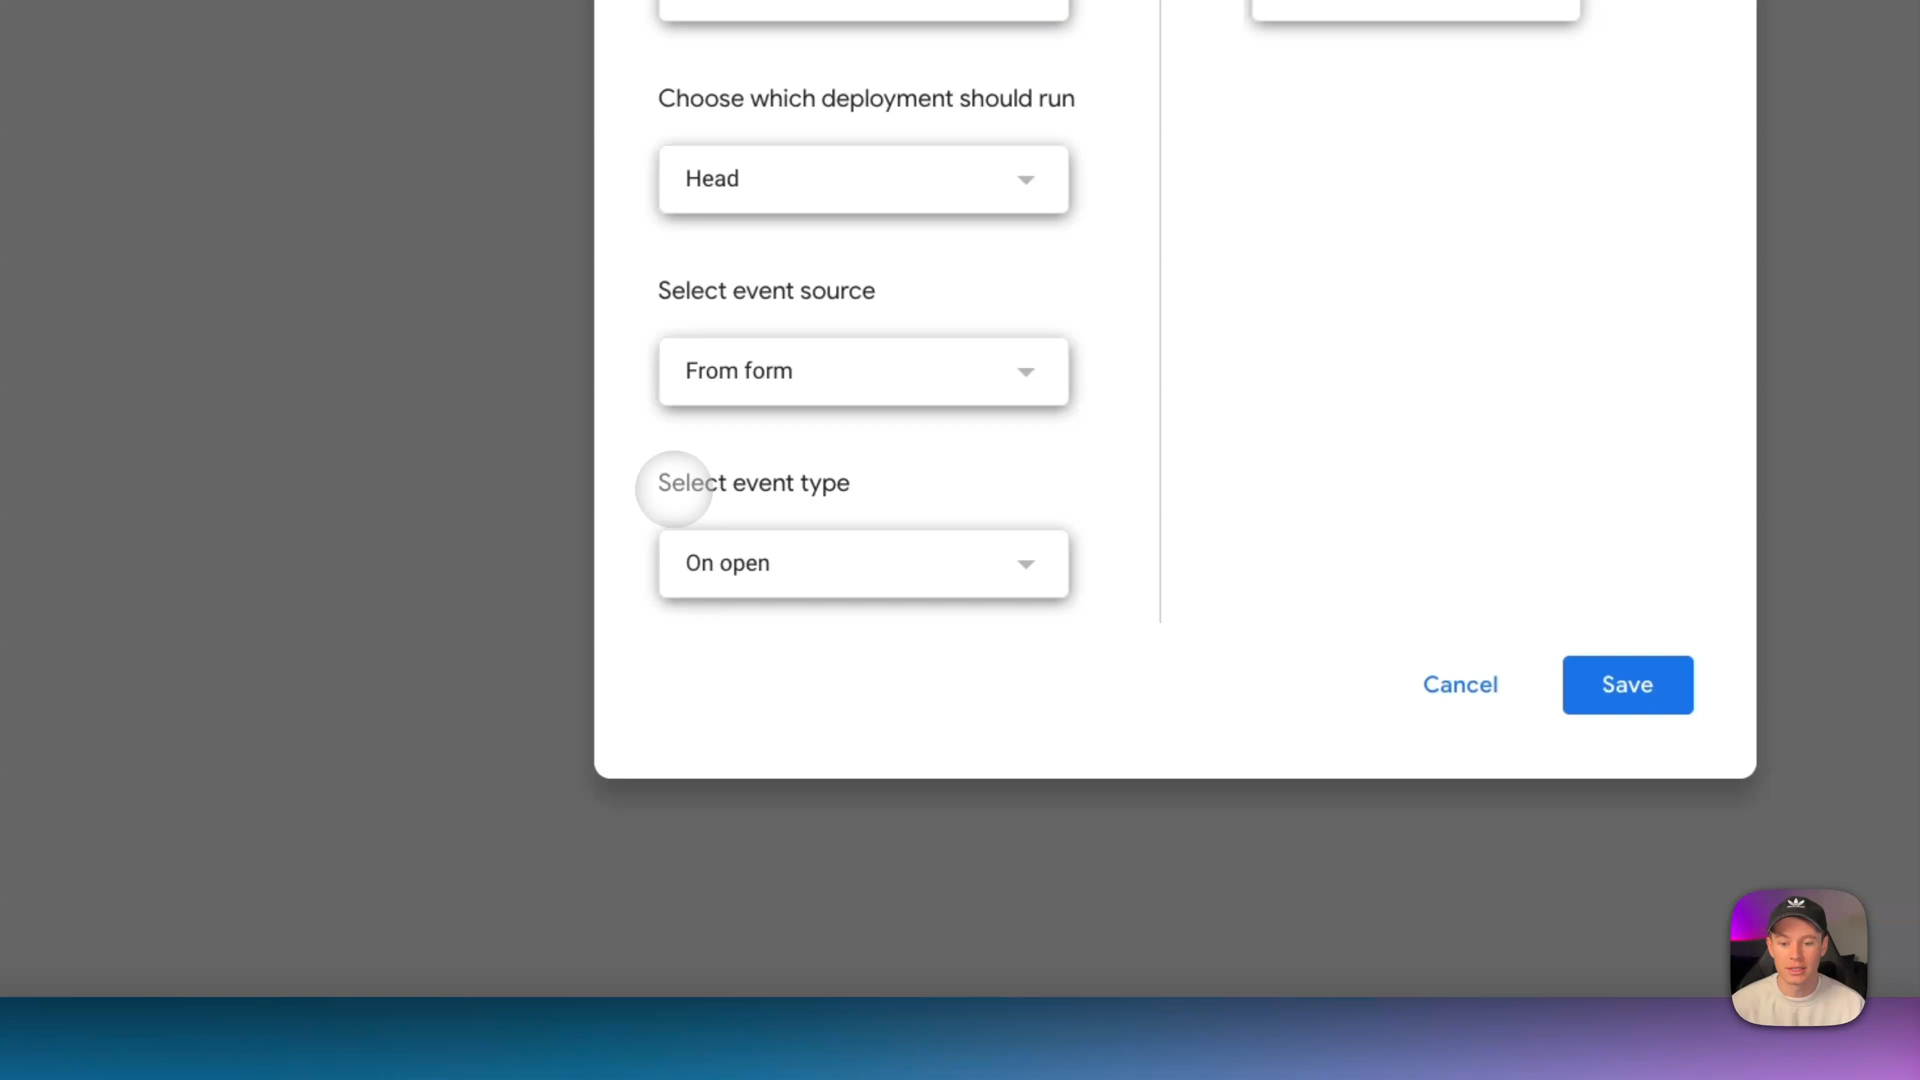 Choose which deployment should run
Head
Select event source
From form
Select event type
On open
Cancel
Save